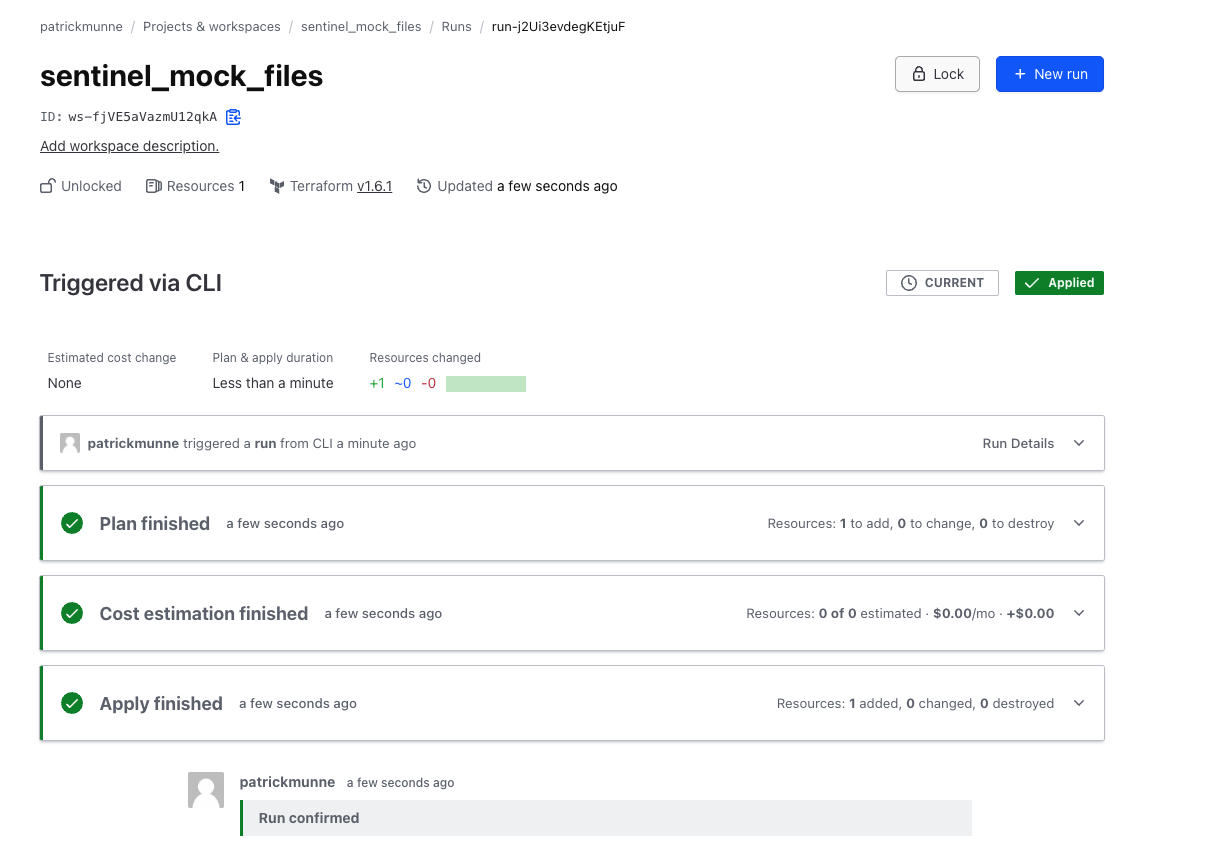 patrickmunne / Projects & workspaces / sentinel_mock_files / Runs / run-j2Ui3evdegKEtjuF
sentinel_mock_files
Lock
+ New run
ID: ws-fjVE5aVazmU12qkA
Add workspace description.
Unlocked Resources 1 Terraform v1.6.1 Updated a few seconds ago
Triggered via CLI
CURRENT
Applied
Estimated cost change Plan & apply duration Resources changed
None Less than a minute +1 ~0 -0
patrickmunne triggered a run from CLI a minute ago Run Details
Plan finished a few seconds ago Resources: 1 to add, 0 to change, 0 to destroy
Cost estimation finished a few seconds ago Resources: 0 of 0 estimated · $0.00/mo · +$0.00
Apply finished a few seconds ago Resources: 1 added, 0 changed, 0 destroyed
patrickmunne a few seconds ago
Run confirmed